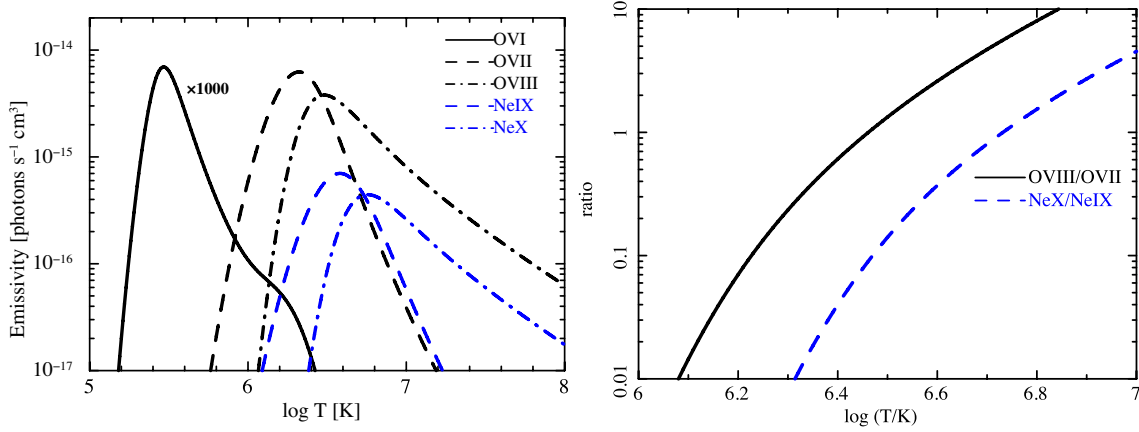 10⁻¹⁴
10⁻¹⁵
10⁻¹⁶
10⁻¹⁷
Emissivity [photons s⁻¹ cm³]
×1000
OVI
OVII
OVIII
NeIX
NeX
5 6 7 8
log T [K]
10
1
0.1
0.01
ratio
OVIII/OVII
NeX/NeIX
6 6.2 6.4 6.6 6.8 7
log (T/K)